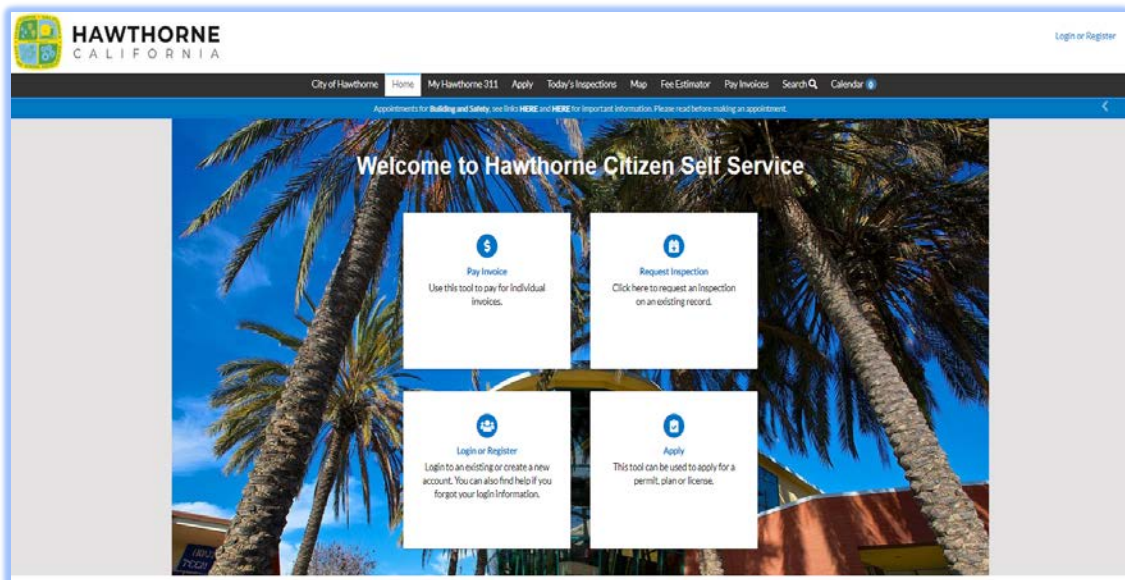 HAWTHORNE
CALIFORNIA
Login or Register
City of Hawthorne Home My Hawthorne 311 Apply Today's Inspections Map Fee Estimator Pay Invoices Search Calendar 0
Appointments for Building and Safety, see links HERE and HERE for important information. Please read before making an appointment.
Welcome to Hawthorne Citizen Self Service
Pay Invoice
Use this tool to pay for individual
invoices.
Request Inspection
Click here to request an inspection
on an existing record.
Login or Register
Login to an existing or create a new
account. You can also find help if you
forgot your login information.
Apply
This tool can be used to apply for a
permit, plan or license.